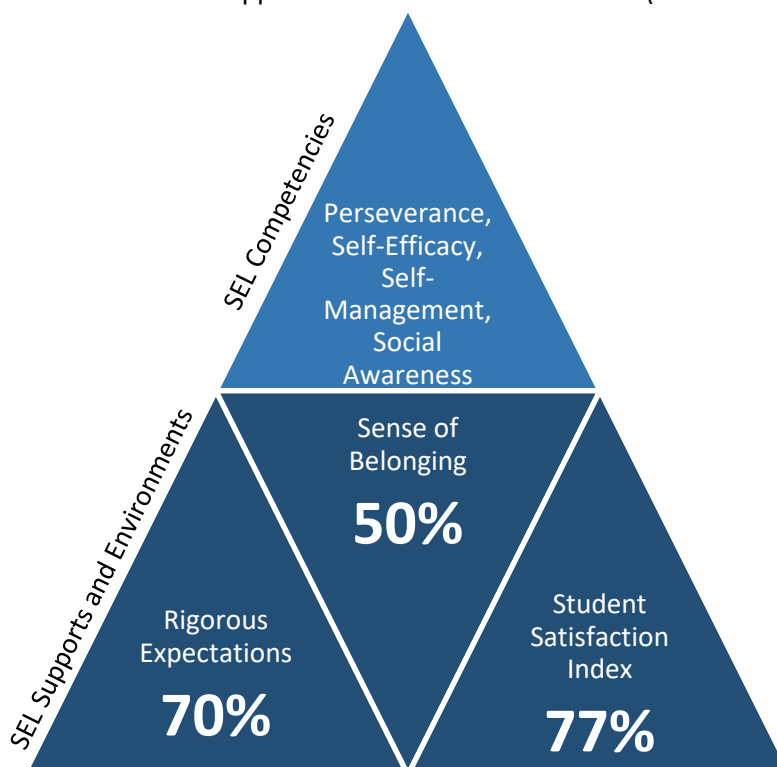 SEL Competencies
Perseverance,
Self-Efficacy,
Self-
Management,
Social
Awareness
SEL Supports and Environments
Sense of
Belonging
50%
Rigorous
Expectations
70%
Student
Satisfaction
Index
77%